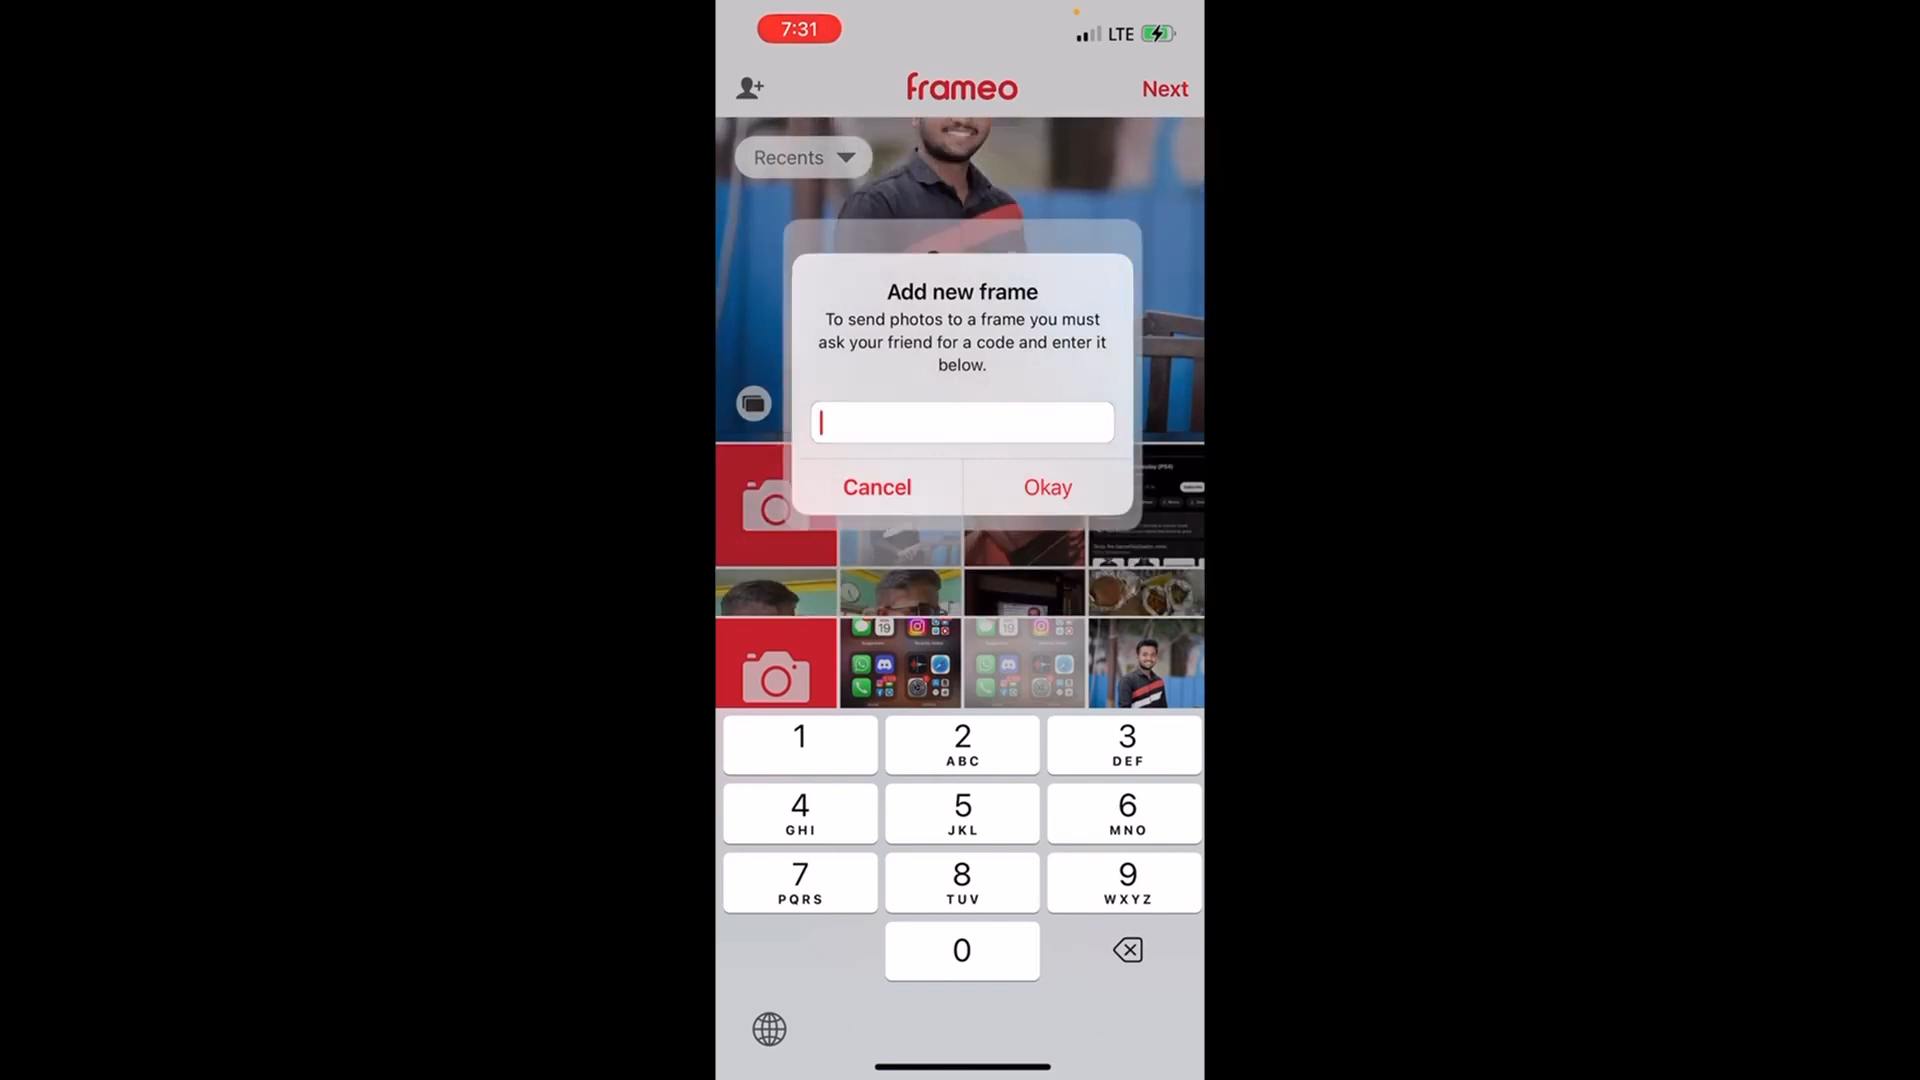 7:31
LTE
frameo
Next
Recents
Add new frame
To send photos to a frame you must
ask your friend for a code and enter it
below.
Cancel
Okay
19
19
1
2
ABC
3
DEF
4
GHI
5
JKL
6
MNO
7
PQRS
8
TUV
9
WXYZ
0